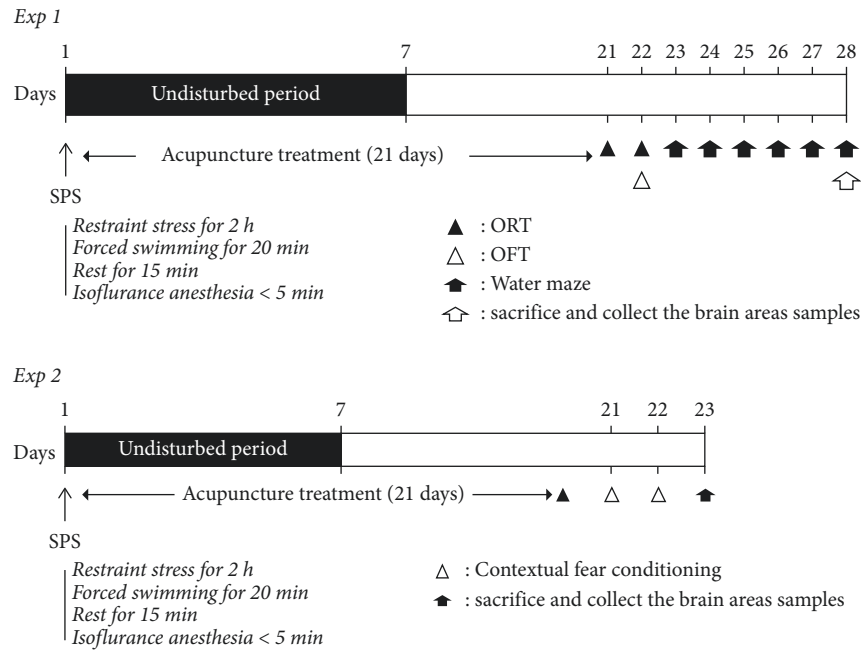 Exp 1
1 7 21 22 23 24 25 26 27 28
Days Undisturbed period
Acupuncture treatment (21 days)
SPS
Restraint stress for 2 h
Forced swimming for 20 min
Rest for 15 min
Isoflurance anesthesia < 5 min
: ORT
: OFT
: Water maze
: sacrifice and collect the brain areas samples
Exp 2
1 7 21 22 23
Days Undisturbed period
Acupuncture treatment (21 days)
SPS
Restraint stress for 2 h
Forced swimming for 20 min
Rest for 15 min
Isoflurance anesthesia < 5 min
: Contextual fear conditioning
: sacrifice and collect the brain areas samples